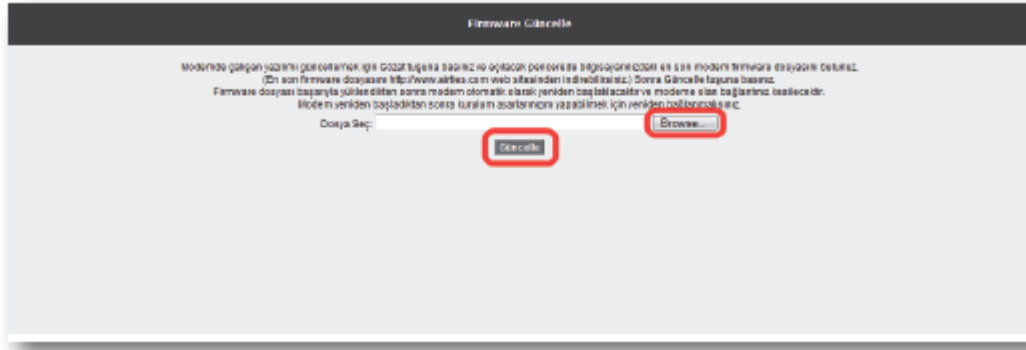 Firmware Güncelle
Modemde çalışan yazılımı güncellemek için Gözat tuşuna basınız ve açılacak pencerede bilgisayarınızdaki en son modem firmware dosyasını bulunuz.
(En son firmware dosyasını http://www.airties.com web sitesinden indirebilirsiniz.) Sonra Güncelle tuşuna basınız.
Firmware dosyası başarıyla yüklendikten sonra modem otomatik olarak yeniden başlatılacaktır ve modeme olan bağlantınız kesilecektir.
Modem yeniden başladıktan sonra kurulum ayarlarınızı yapabilmek için yeniden bağlanmalısınız.
Dosya Seç: Browse...
Güncelle